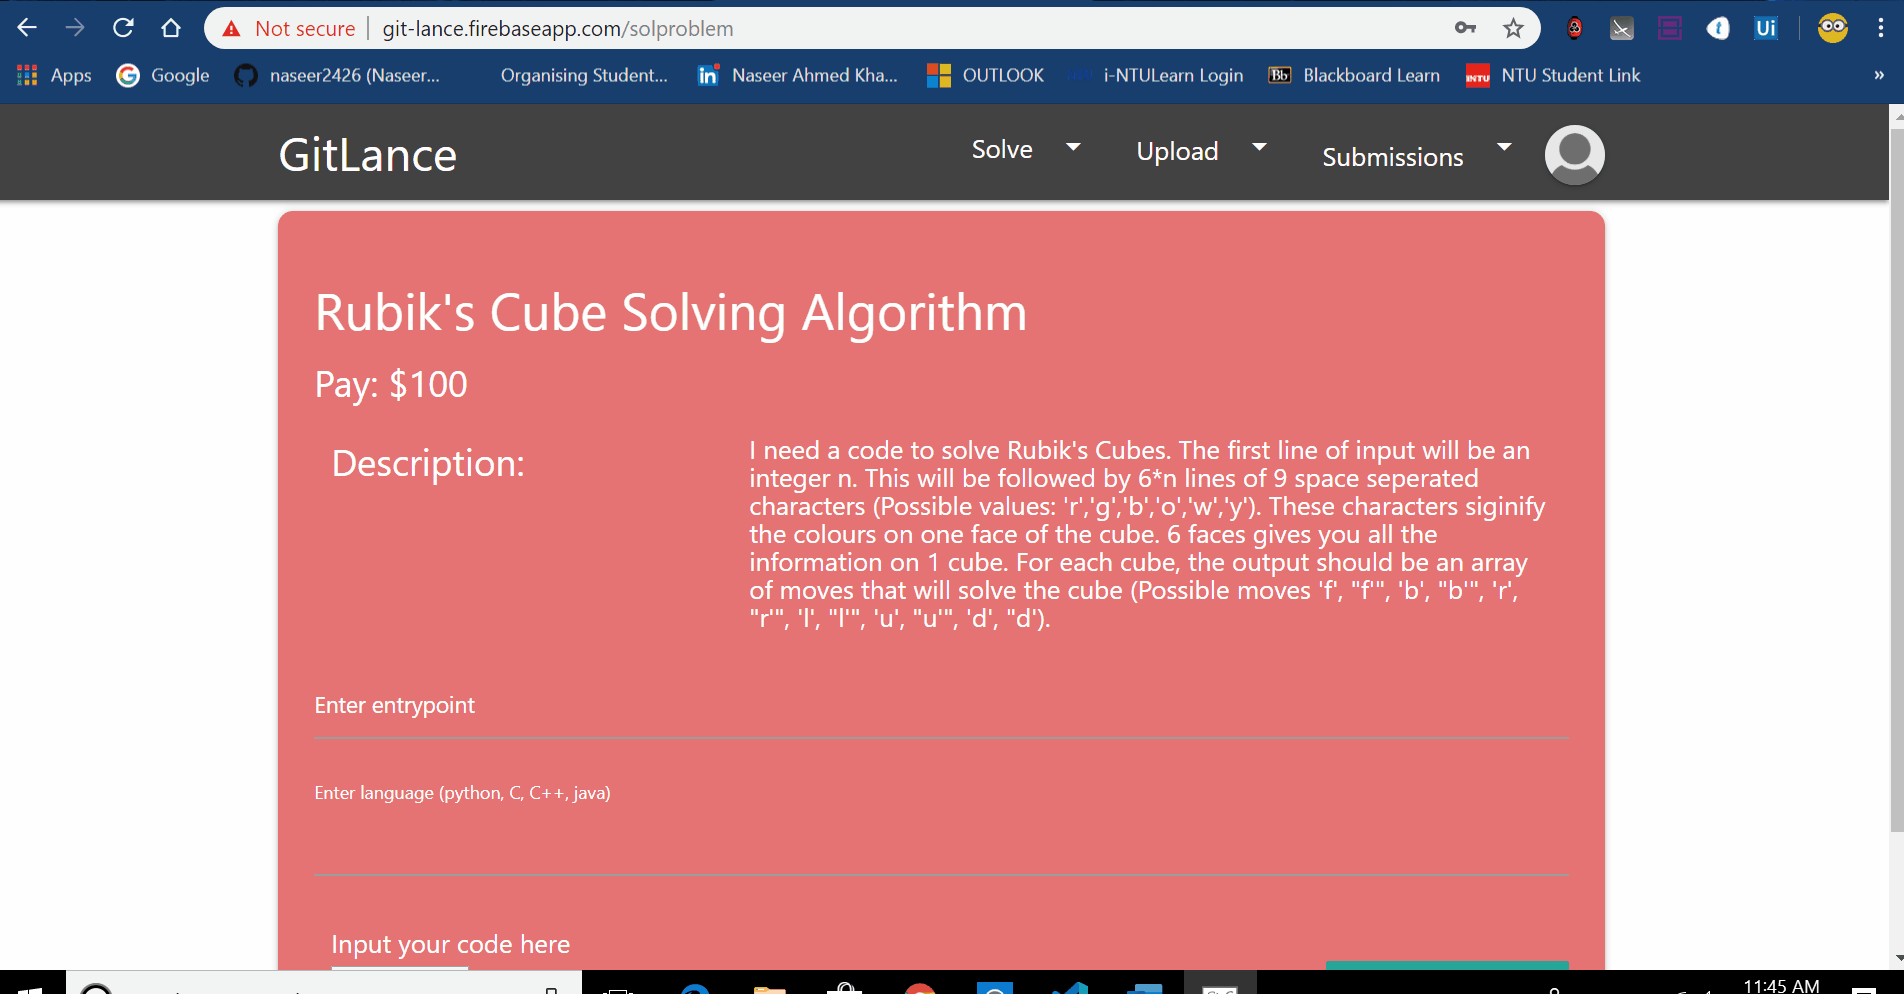 Not secure git-lance.firebaseapp.com/solproblem
Ui
Apps Google naseer2426 (Naseer... Organising Student... in Naseer Ahmed Kha... OUTLOOK i-NTULearn Login Bb Blackboard Learn NTU NTU Student Link »
GitLance Solve Upload Submissions
Rubik's Cube Solving Algorithm
Pay: $100
Description:
I need a code to solve Rubik's Cubes. The first line of input will be an
integer n. This will be followed by 6*n lines of 9 space seperated
characters (Possible values: 'r','g','b','o','w','y'). These characters siginify
the colours on one face of the cube. 6 faces gives you all the
information on 1 cube. For each cube, the output should be an array
of moves that will solve the cube (Possible moves 'f', "f'", 'b', "b'", 'r',
"r'", 'l', "l'", 'u', "u'", 'd', "d').
Enter entrypoint
Enter language (python, C, C++, java)
Input your code here
11:45 AM